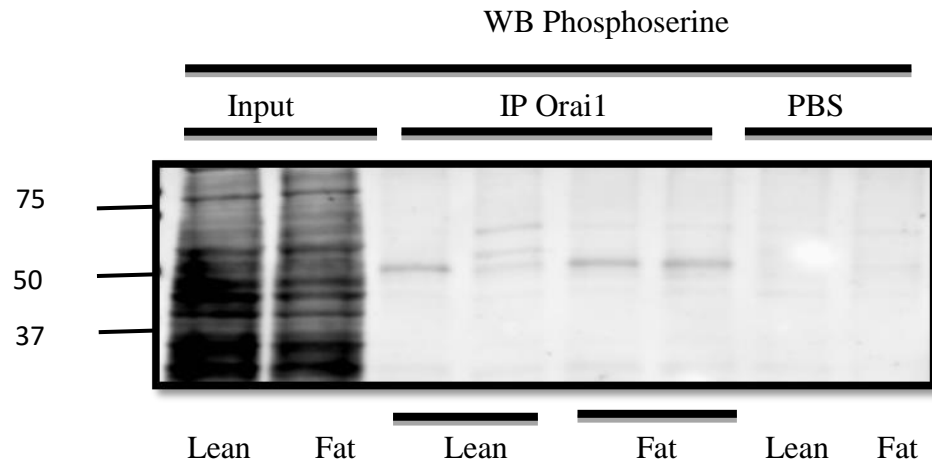 WB Phosphoserine
Input IP Orai1 PBS
75
50
37
Lean Fat Lean Fat Lean Fat